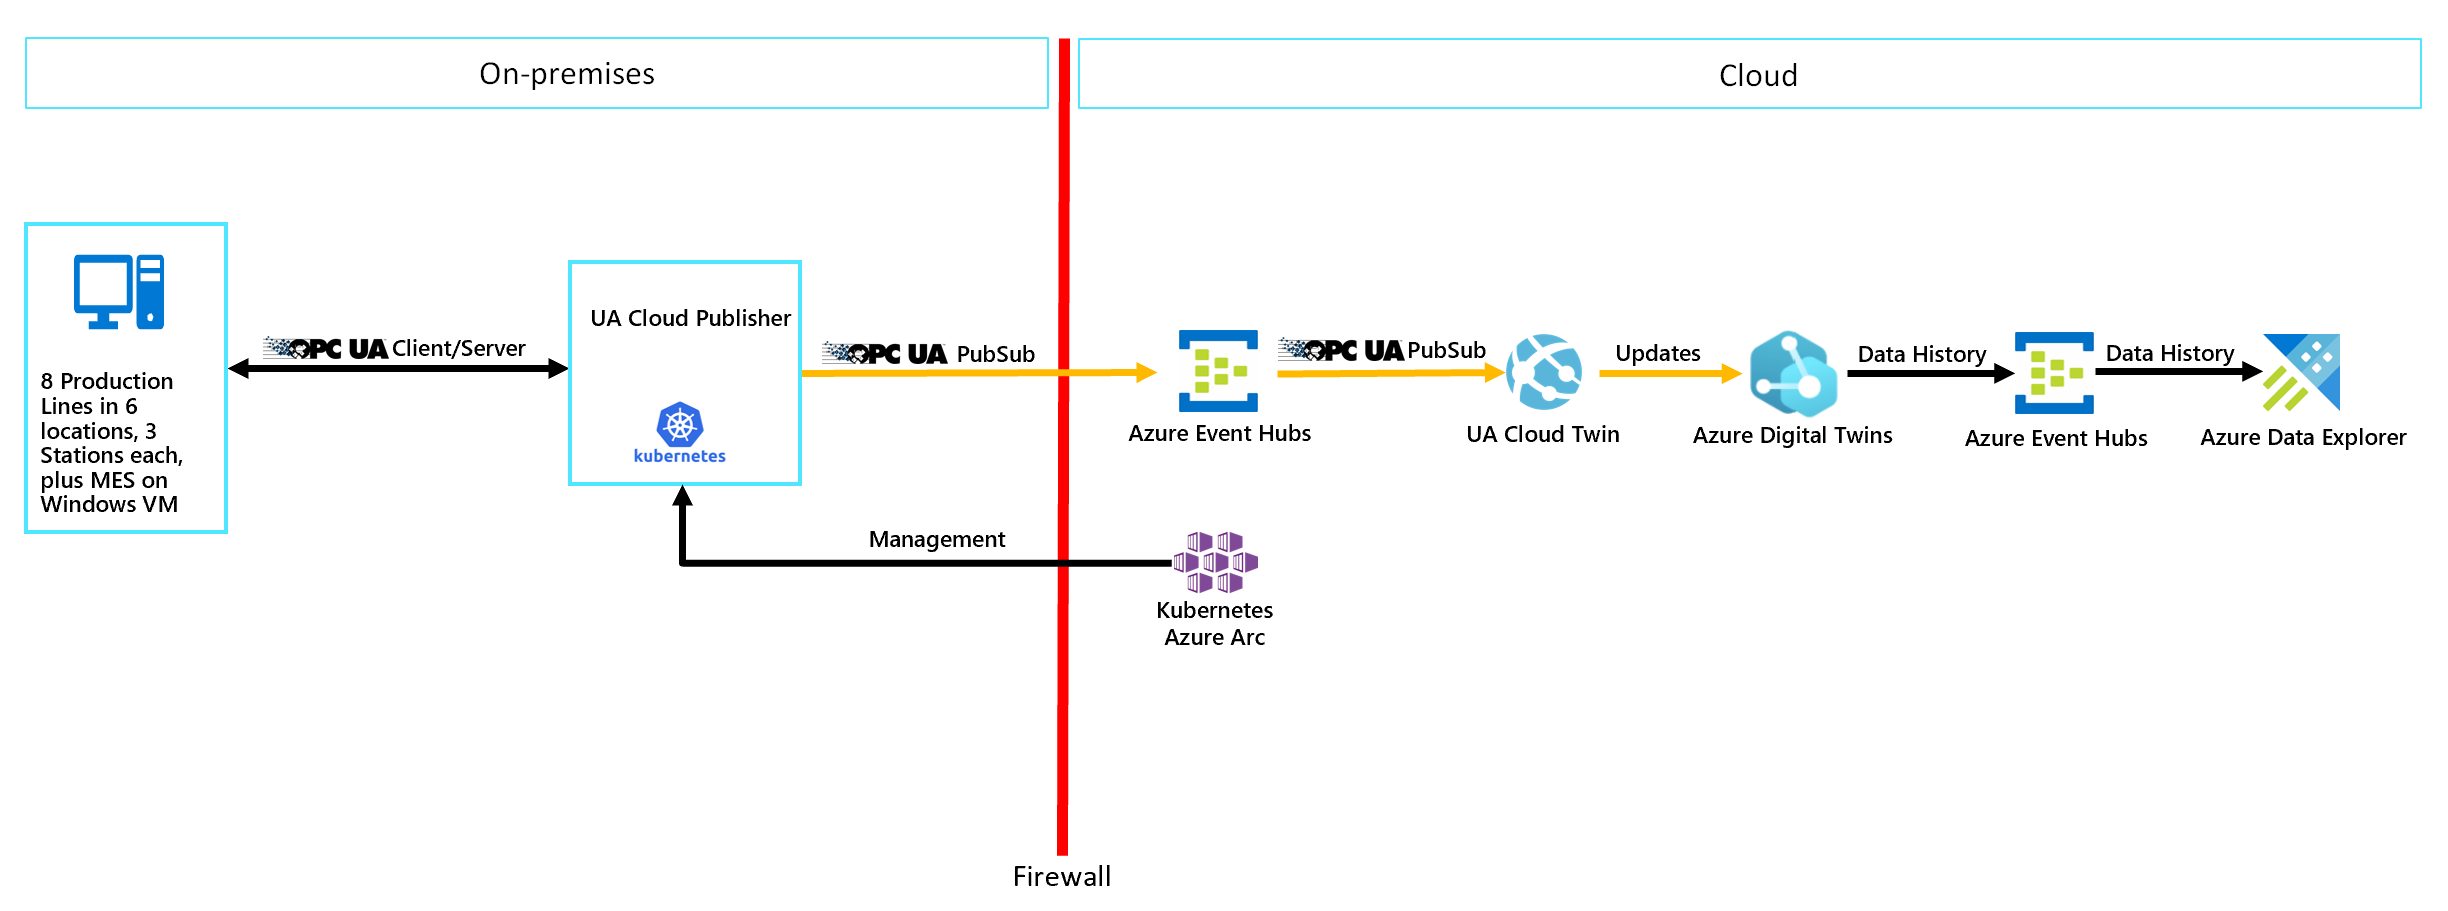 On-premises
Cloud
8 Production
Lines in 6
locations, 3
Stations each,
plus MES on
Windows VM
OPC UA Client/Server
UA Cloud Publisher
kubernetes
OPC UA PubSub
Azure Event Hubs
OPC UA PubSub
UA Cloud Twin
Updates
Azure Digital Twins
Data History
Azure Event Hubs
Data History
Azure Data Explorer
Management
Kubernetes
Azure Arc
Firewall